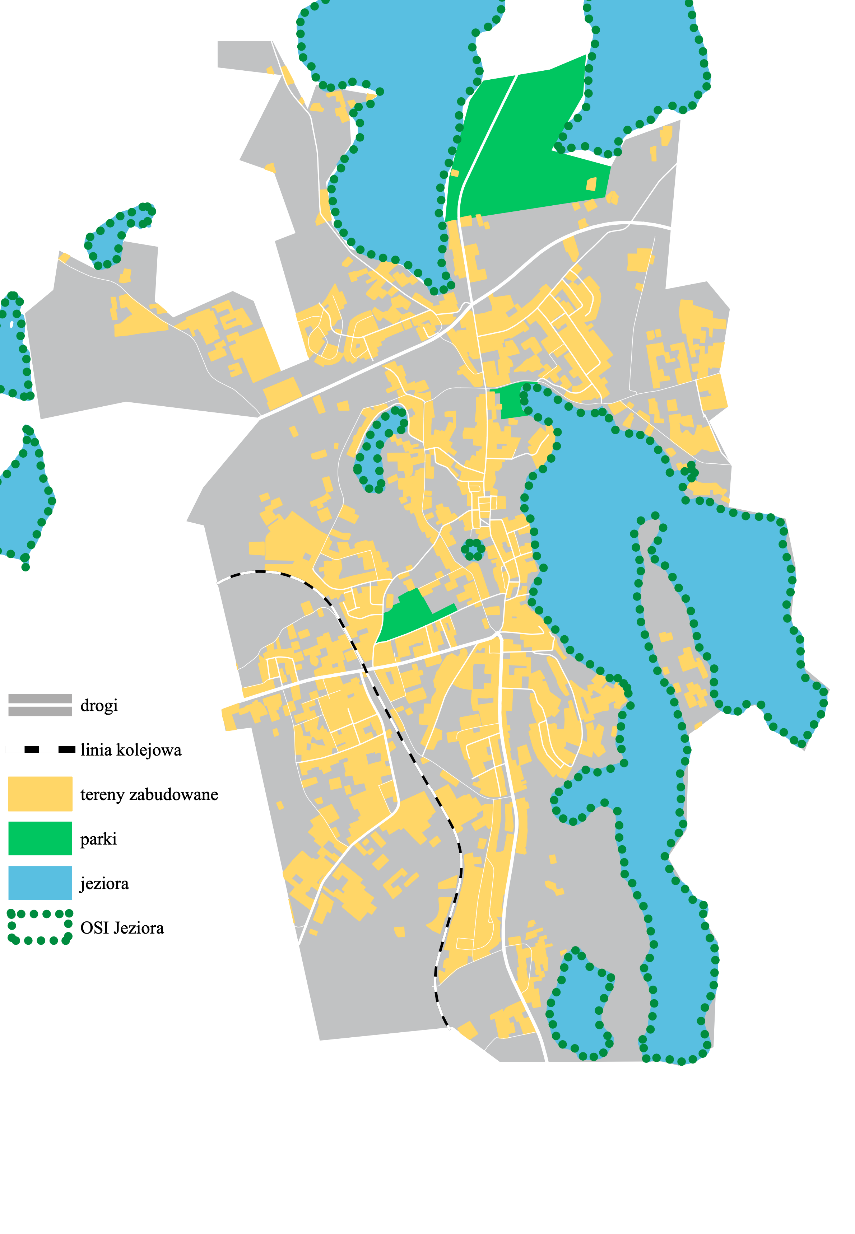 drogi
linia kolejowa
tereny zabudowane
parki
jeziora
OSI Jeziora